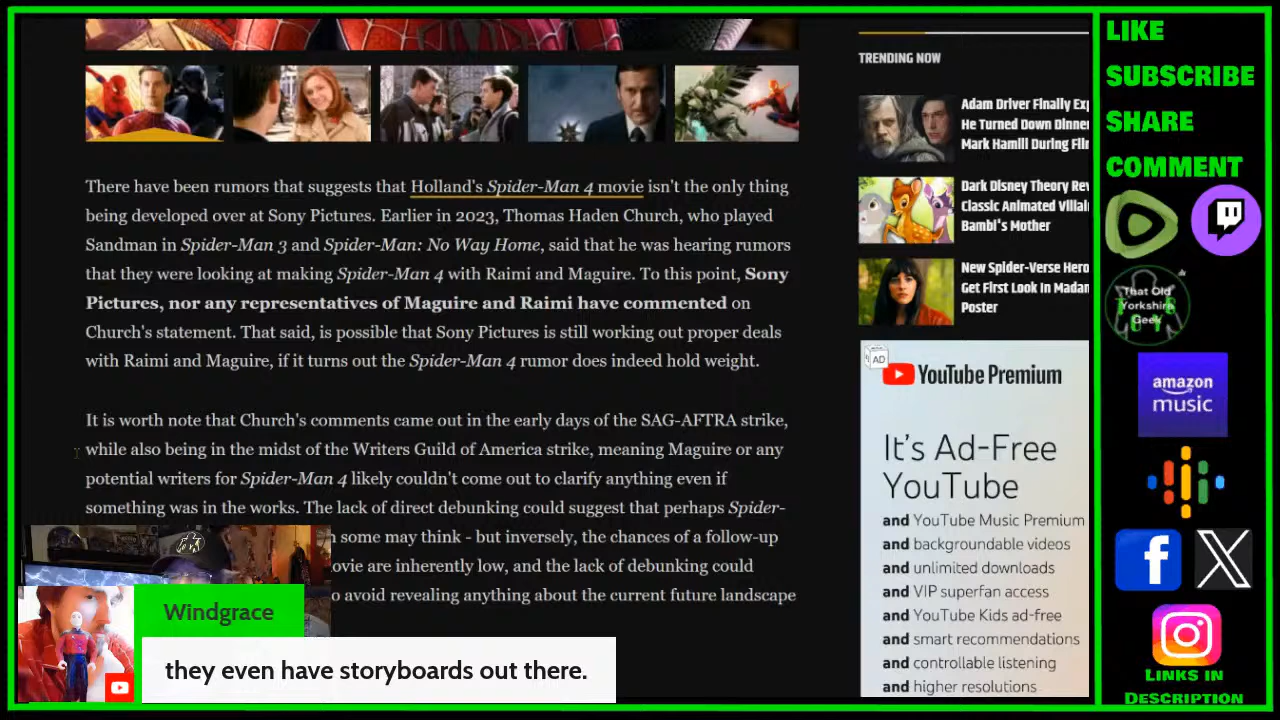 There have been rumors that suggests that Holland's Spider-Man 4 movie isn't the only thing
being developed over at Sony Pictures. Earlier in 2023, Thomas Haden Church, who played
Sandman in Spider-Man 3 and Spider-Man: No Way Home, said that he was hearing rumors
that they were looking at making Spider-Man 4 with Raimi and Maguire. To this point, Sony
Pictures, nor any representatives of Maguire and Raimi have commented on
Church's statement. That said, is possible that Sony Pictures is still working out proper deals
with Raimi and Maguire, if it turns out the Spider-Man 4 rumor does indeed hold weight.
It is worth note that Church's comments came out in the early days of the SAG-AFTRA strike,
while also being in the midst of the Writers Guild of America strike, meaning Maguire or any
potential writers for Spider-Man 4 likely couldn't come out to clarify anything even if
something was in the works. The lack of direct debunking could suggest that perhaps Spider-
some may think - but inversely, the chances of a follow-up
ovie are inherently low, and the lack of debunking could
o avoid revealing anything about the current future landscape
Windgrace
they even have storyboards out there.
TRENDING NOW
Adam Driver Finally Exp
He Turned Down Dinner
Mark Hamill During Fil
Dark Disney Theory Rev
Classic Animated Villai
Bambi's Mother
New Spider-Verse Hero
Get First Look In Madan
Poster
AD
YouTube Premium
It's Ad-Free
YouTube
and YouTube Music Premium
and backgroundable videos
and unlimited downloads
and VIP superfan access
and YouTube Kids ad-free
and smart recommendations
and controllable listening
and higher resolutions
LIKE
SUBSCRIBE
SHARE
COMMENT
That Old
Yorkshire
Geek
amazon
music
LINKS IN
DESCRIPTION